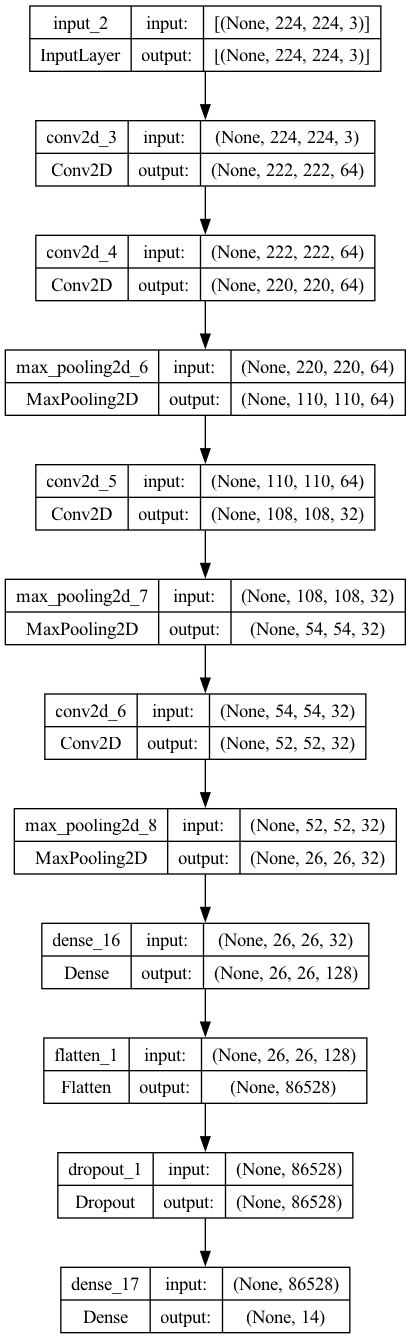 input_2 input: [(None, 224, 224, 3)]
InputLayer output: [(None, 224, 224, 3)]
conv2d_3 input: (None, 224, 224, 3)
Conv2D output: (None, 222, 222, 64)
conv2d_4 input: (None, 222, 222, 64)
Conv2D output: (None, 220, 220, 64)
max_pooling2d_6 input: (None, 220, 220, 64)
MaxPooling2D output: (None, 110, 110, 64)
conv2d_5 input: (None, 110, 110, 64)
Conv2D output: (None, 108, 108, 32)
max_pooling2d_7 input: (None, 108, 108, 32)
MaxPooling2D output: (None, 54, 54, 32)
conv2d_6 input: (None, 54, 54, 32)
Conv2D output: (None, 52, 52, 32)
max_pooling2d_8 input: (None, 52, 52, 32)
MaxPooling2D output: (None, 26, 26, 32)
dense_16 input: (None, 26, 26, 32)
Dense output: (None, 26, 26, 128)
flatten_1 input: (None, 26, 26, 128)
Flatten output: (None, 86528)
dropout_1 input: (None, 86528)
Dropout output: (None, 86528)
dense_17 input: (None, 86528)
Dense output: (None, 14)